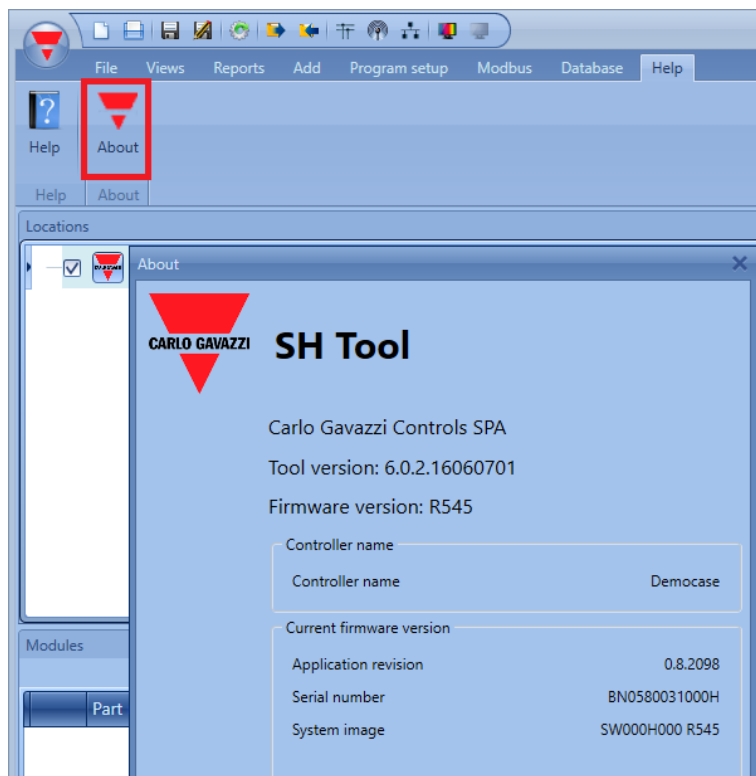 File Views Reports Add Program setup Modbus Database Help
Help About
Help About
Locations
About
CARLO GAVAZZI
SH Tool
Carlo Gavazzi Controls SPA
Tool version: 6.0.2.16060701
Firmware version: R545
Controller name
Controller name Democase
Current firmware version
Application revision 0.8.2098
Serial number BN0580031000H
System image SW000H000 R545
Modules
Part